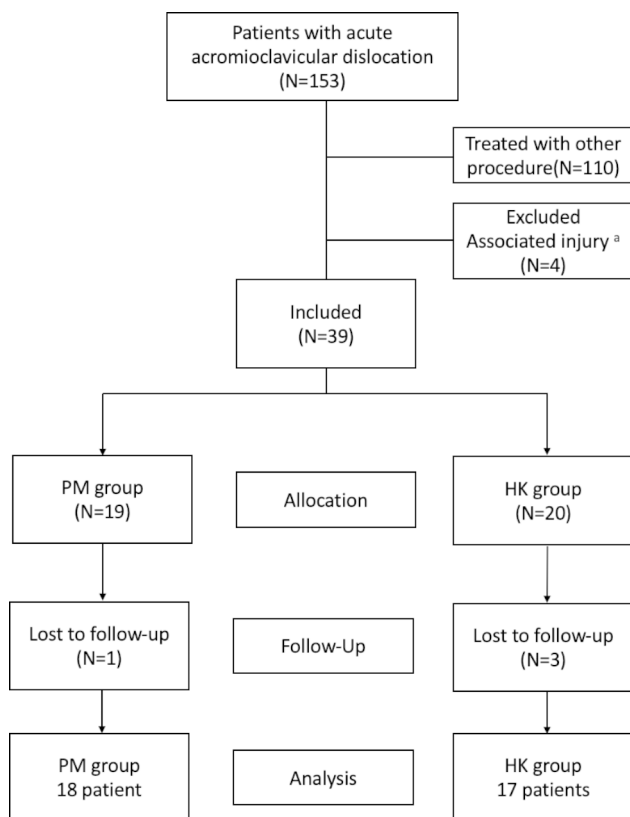 Patients with acute
acromioclavicular dislocation
(N=153)
Treated with other
procedure(N=110)
Excluded
Associated injury ᵃ
(N=4)
Included
(N=39)
PM group
(N=19)
Allocation
HK group
(N=20)
Lost to follow-up
(N=1)
Follow-Up
Lost to follow-up
(N=3)
PM group
18 patient
Analysis
HK group
17 patients